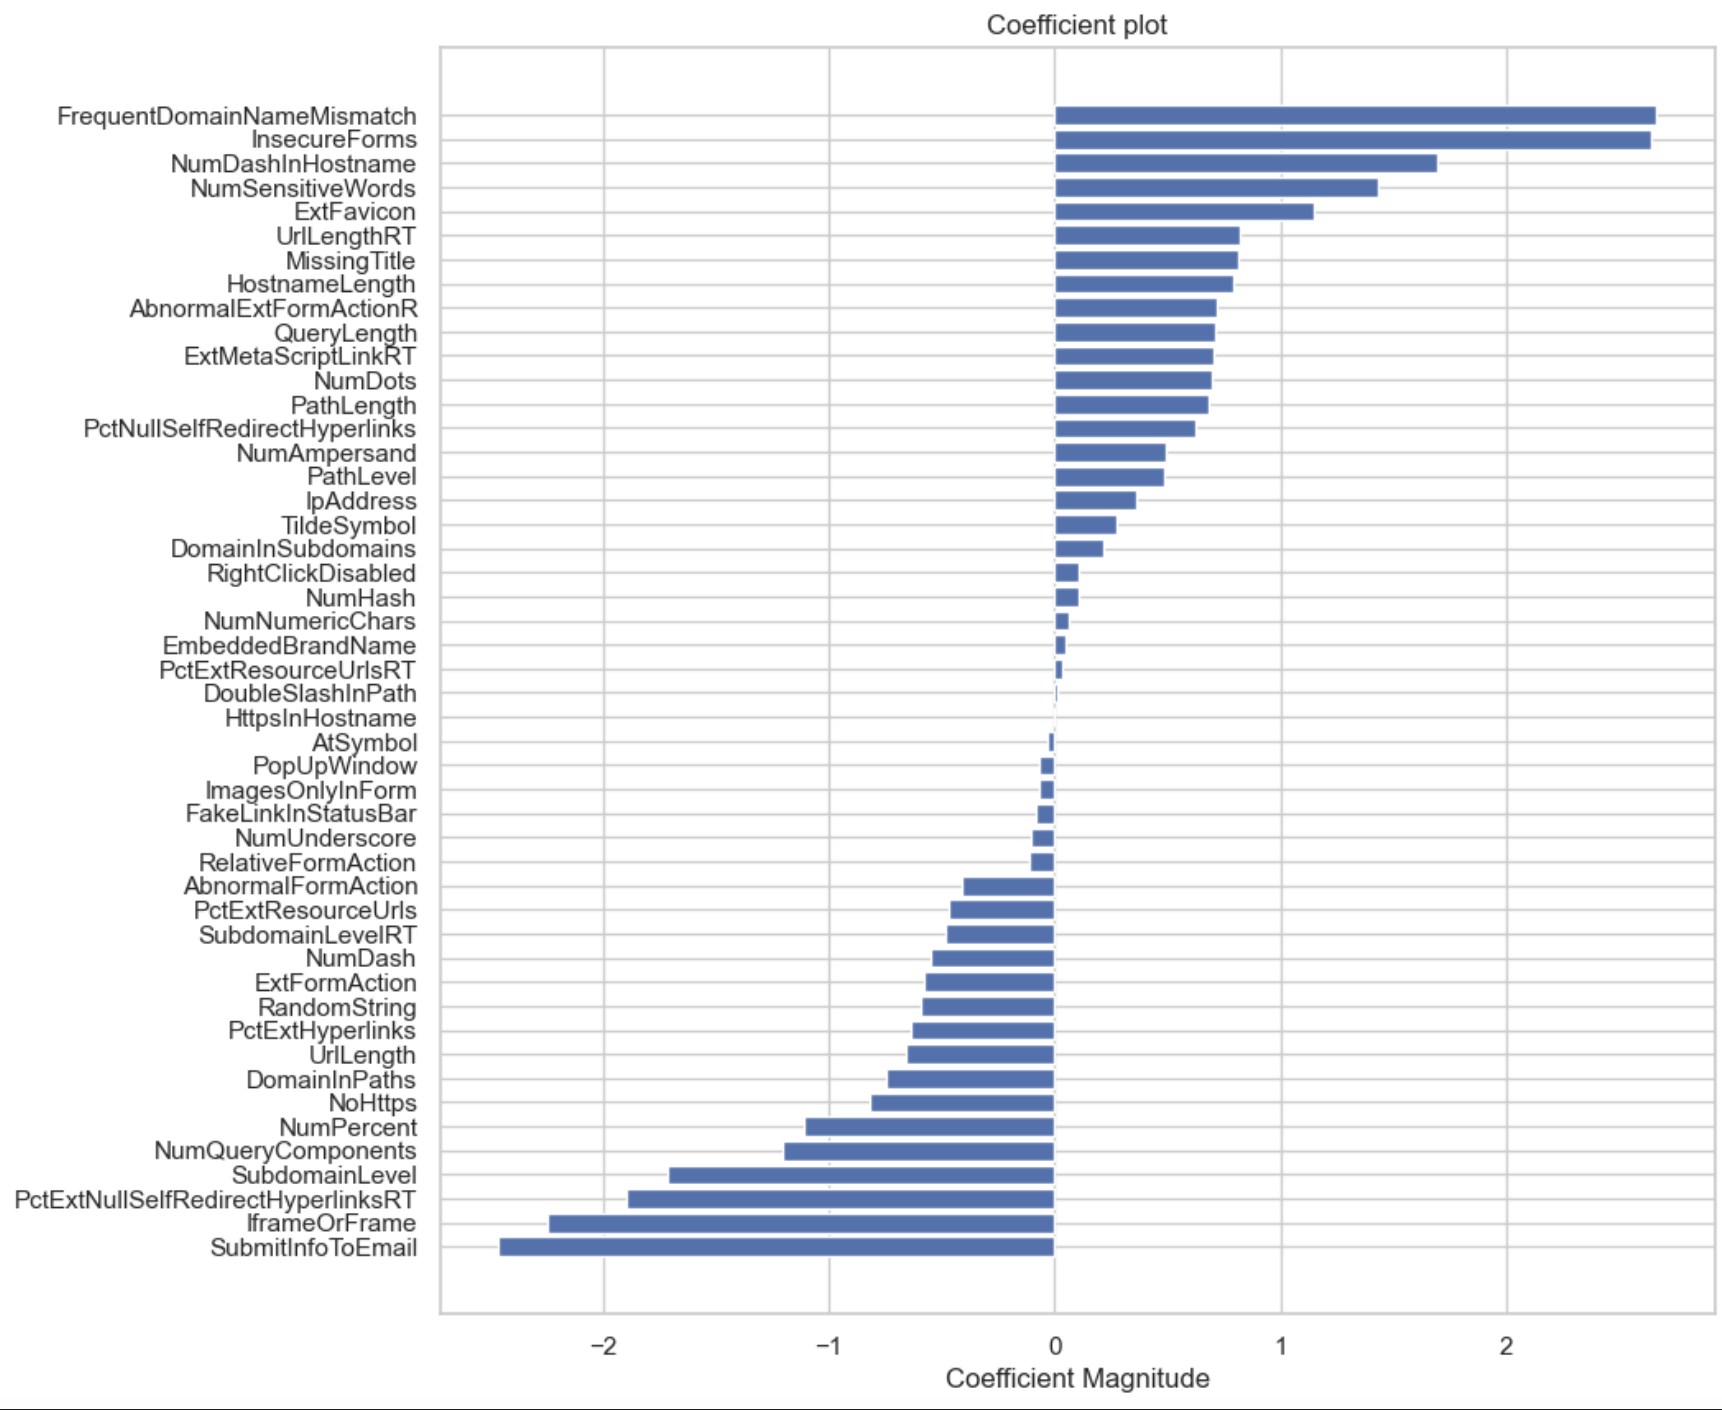 Coefficient plot
FrequentDomainNameMismatch
InsecureForms
NumDashInHostname
NumSensitiveWords
ExtFavicon
UrlLengthRT
MissingTitle
HostnameLength
AbnormalExtFormActionR
QueryLength
ExtMetaScriptLinkRT
NumDots
PathLength
PctNullSelfRedirectHyperlinks
NumAmpersand
PathLevel
IpAddress
TildeSymbol
DomainInSubdomains
RightClickDisabled
NumHash
NumNumericChars
EmbeddedBrandName
PctExtResourceUrlsRT
DoubleSlashInPath
HttpsInHostname
AtSymbol
PopUpWindow
ImagesOnlyInForm
FakeLinkInStatusBar
NumUnderscore
RelativeFormAction
AbnormalFormAction
PctExtResourceUrls
SubdomainLevelRT
NumDash
ExtFormAction
RandomString
PctExtHyperlinks
UrlLength
DomainInPaths
NoHttps
NumPercent
NumQueryComponents
SubdomainLevel
PctExtNullSelfRedirectHyperlinksRT
IframeOrFrame
SubmitInfoToEmail
−2 −1 0 1 2
Coefficient Magnitude